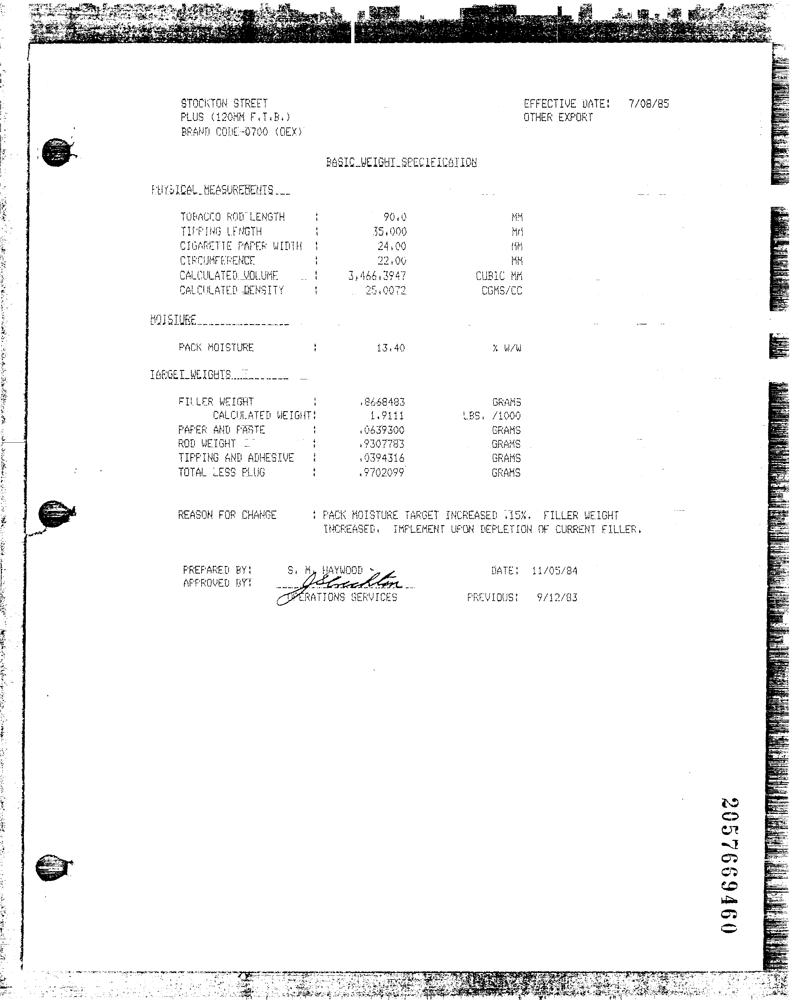 STOCKTON STREET EFFECTIVE DATE: 7/08/85
PLUS (120MM F.T.B.) OTHER EXPORT
BRAND CODE-0700 (OEX)
BASIC WEIGHT SPECIFICATION
PHYSICAL MEASUREMENTS
TOBACCO ROD LENGTH : 90.0 MM
TIPPING LENGTH : 35.000 MM
CIGARETTE PAPER WIDTH : 24.00 MM
CIRCUMFERENCE : 22.00 MM
CALCULATED VOLUME : 3,466.3947 CUBIC MM
CALCULATED DENSITY : 25.0072 CGMS/CC
MOISTURE
PACK MOISTURE : 13.40 % W/W
TARGET WEIGHTS
FILLER WEIGHT : .8668483 GRAMS
CALCULATED WEIGHT: 1.9111 LBS. /1000
PAPER AND PASTE : .0639300 GRAMS
ROD WEIGHT : .9307783 GRAMS
TIPPING AND ADHESIVE : .0394316 GRAMS
TOTAL LESS PLUG : .9702099 GRAMS
REASON FOR CHANGE : PACK MOISTURE TARGET INCREASED .15%. FILLER WEIGHT
INCREASED. IMPLEMENT UPON DEPLETION OF CURRENT FILLER.
PREPARED BY: S. M. HAYWOOD DATE: 11/05/84
APPROVED BY: J Stockton
OPERATIONS SERVICES PREVIOUS: 9/12/83
2057669460